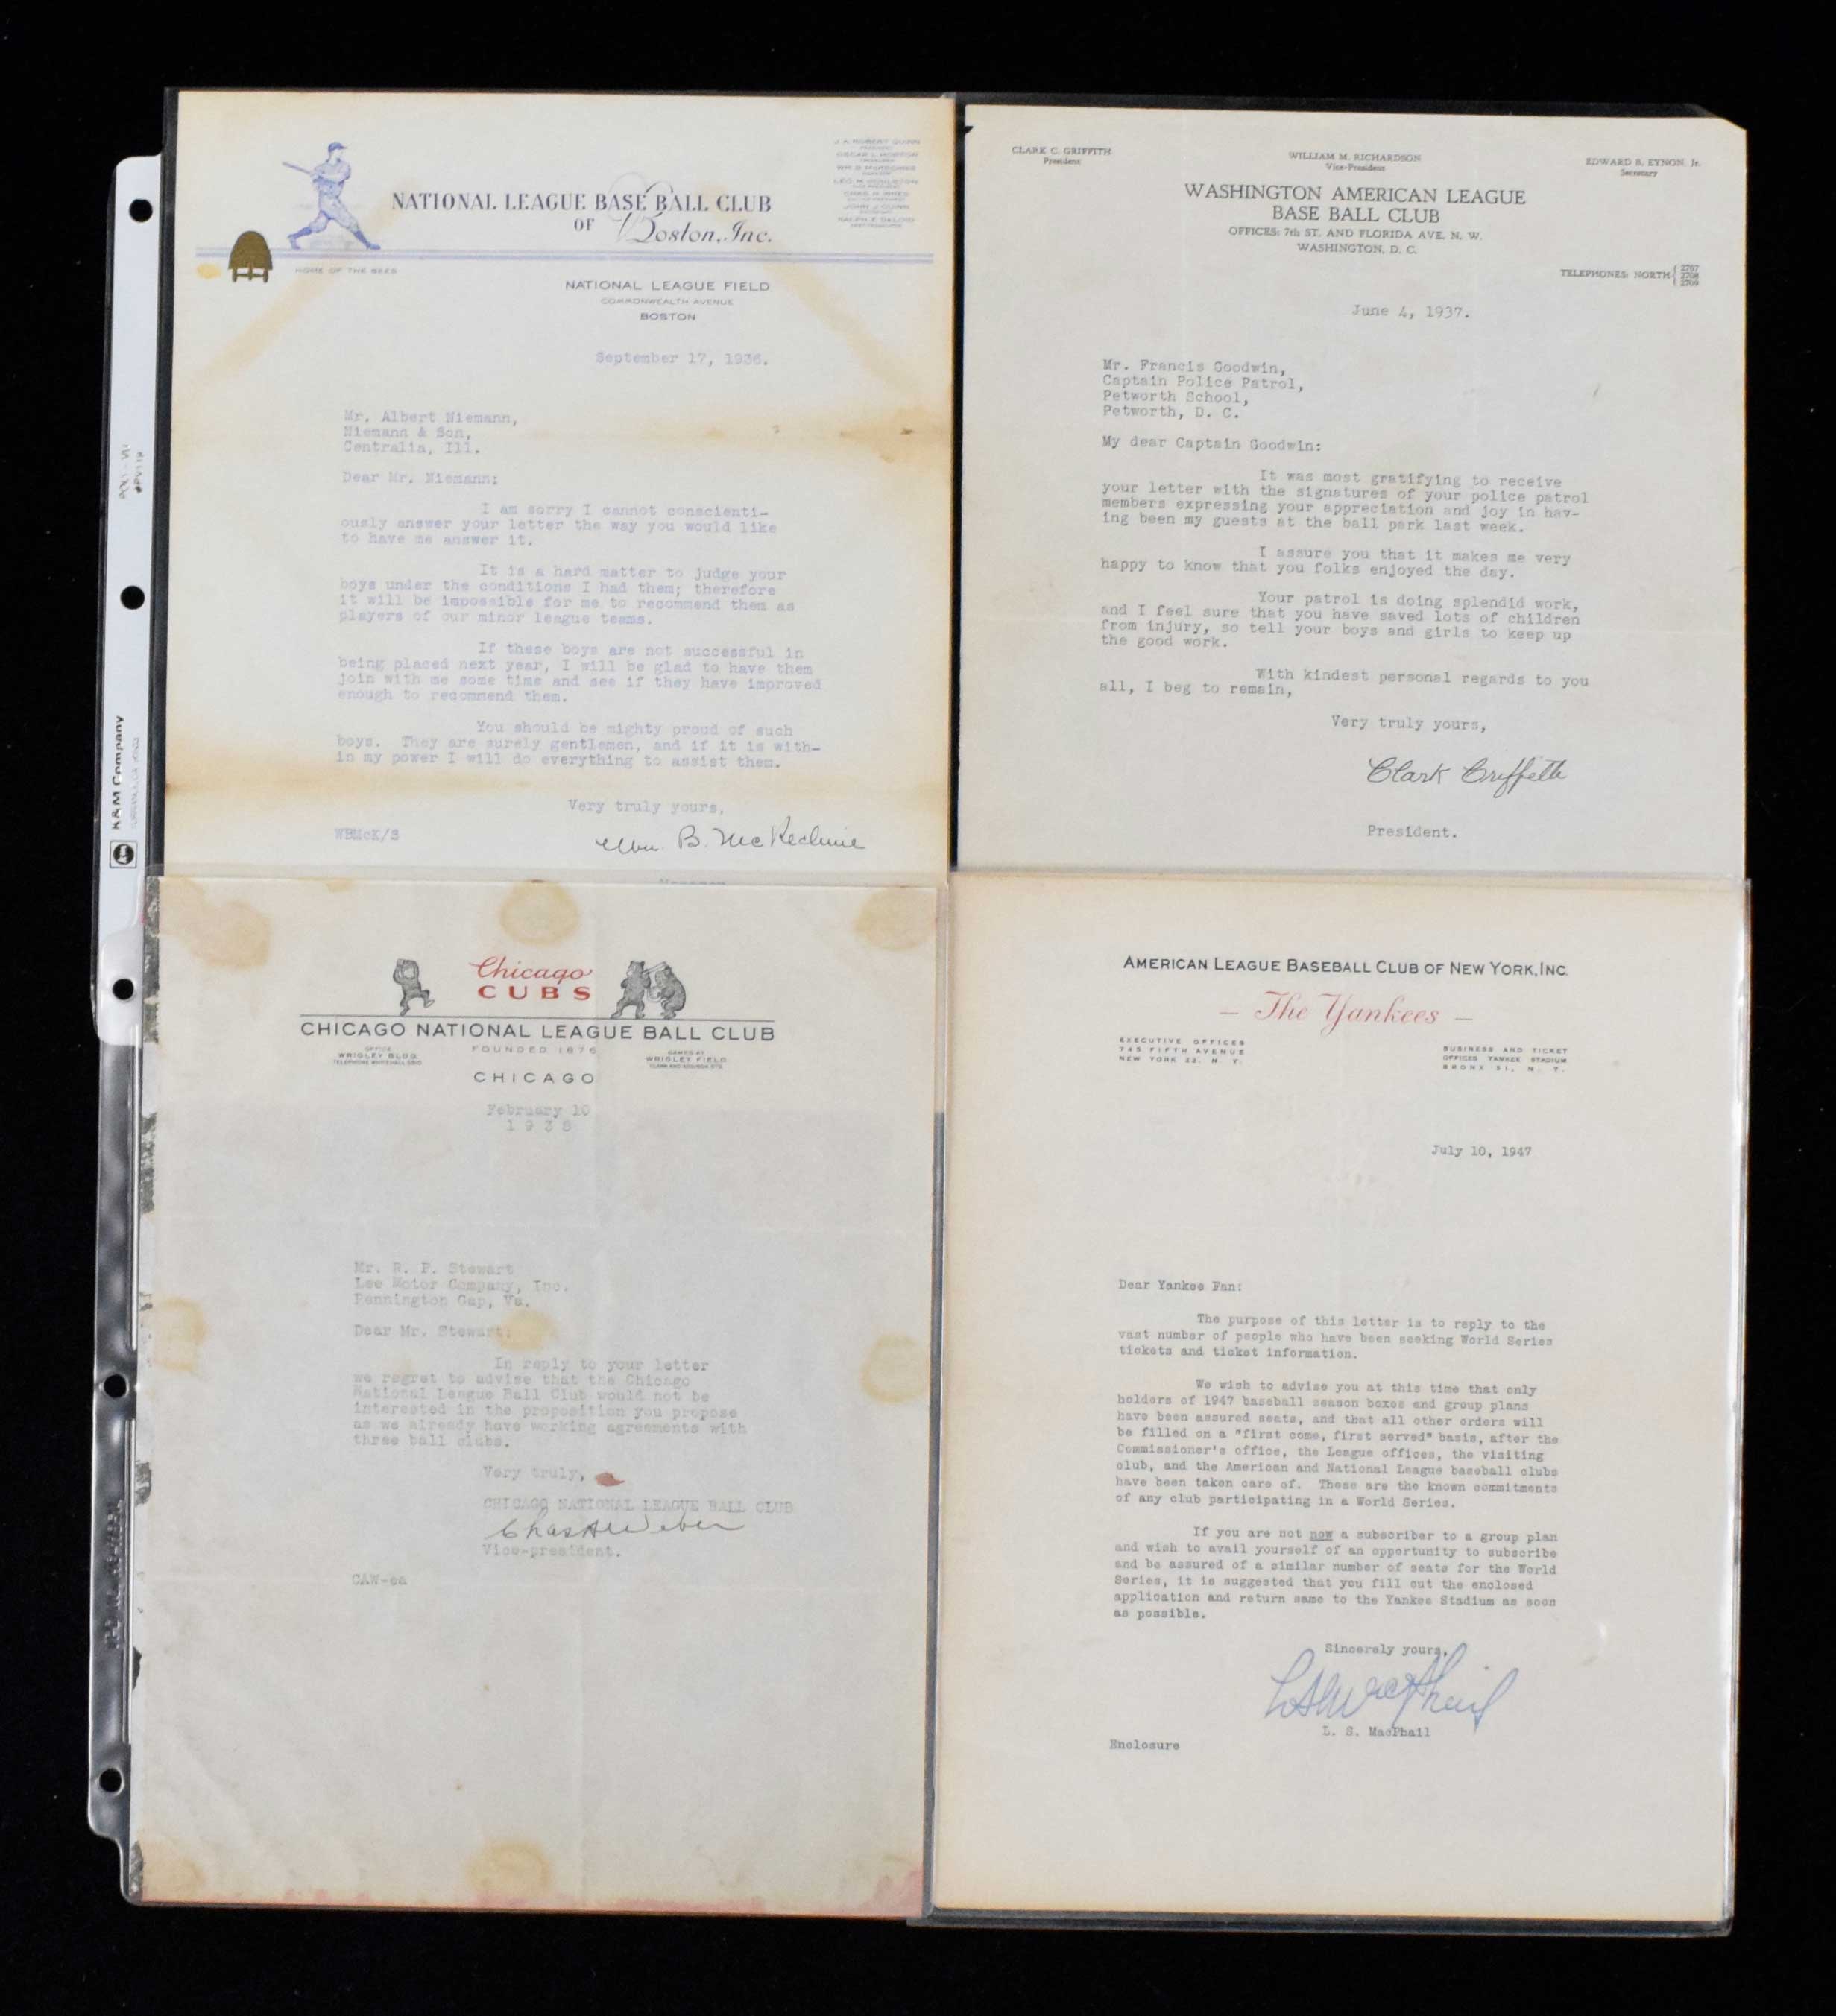 NATIONAL LEAGUE BASE BALL CLUB
OF Boston, Inc.
HOME OF THE BEES
NATIONAL LEAGUE FIELD
COMMONWEALTH AVENUE
BOSTON
September 17, 1936.
Mr. Albert Niemann,
Niemann & Son,
Centralia, Ill.
Dear Mr. Niemann:
I am sorry I cannot conscienti-
ously answer your letter the way you would like
to have me answer it.
It is a hard matter to judge your
boys under the conditions I had them; therefore
it will be impossible for me to recommend them as
players of our minor league teams.
If these boys are not successful in
being placed next year, I will be glad to have them
join with me some time and see if they have improved
enough to recommend them.
You should be mighty proud of such
boys. They are surely gentlemen, and if it is with-
in my power I will do everything to assist them.
Very truly yours,
WBMcK/S
Wm. B. McKechnie
K&M Company
CLARK C. GRIFFITH
President
WILLIAM M. RICHARDSON
Vice-President
EDWARD B. EYNON, Jr.
Secretary
WASHINGTON AMERICAN LEAGUE
BASE BALL CLUB
OFFICES: 7th ST. AND FLORIDA AVE. N. W.
WASHINGTON, D. C.
TELEPHONES: NORTH { 2707 2708 2709
June 4, 1937.
Mr. Francis Goodwin,
Captain Police Patrol,
Petworth School,
Petworth, D. C.
My dear Captain Goodwin:
It was most gratifying to receive
your letter with the signatures of your police patrol
members expressing your appreciation and joy in hav-
ing been my guests at the ball park last week.
I assure you that it makes me very
happy to know that you folks enjoyed the day.
Your patrol is doing splendid work,
and I feel sure that you have saved lots of children
from injury, so tell your boys and girls to keep up
the good work.
With kindest personal regards to you
all, I beg to remain,
Very truly yours,
Clark Griffith
President.
Chicago
CUBS
CHICAGO NATIONAL LEAGUE BALL CLUB
OFFICE
WRIGLEY BLDG.
FOUNDED 1876
GAMES AT
WRIGLEY FIELD
CHICAGO
February 10
1938
Mr. R. P. Stewart
Lee Motor Company, Inc.
Pennington Gap, Va.
Dear Mr. Stewart:
In reply to your letter
we regret to advise that the Chicago
National League Ball Club would not be
interested in the proposition you propose
as we already have working agreements with
three ball clubs.
Very truly,
CHICAGO NATIONAL LEAGUE BALL CLUB
Chas A Weber
Vice-president.
CAW-ea
AMERICAN LEAGUE BASEBALL CLUB OF NEW YORK, INC.
— The Yankees —
EXECUTIVE OFFICES
745 FIFTH AVENUE
NEW YORK 22, N. Y.
BUSINESS AND TICKET
OFFICES YANKEE STADIUM
BRONX 51, N. Y.
July 10, 1947
Dear Yankee Fan:
The purpose of this letter is to reply to the
vast number of people who have been seeking World Series
tickets and ticket information.
We wish to advise you at this time that only
holders of 1947 baseball season boxes and group plans
have been assured seats, and that all other orders will
be filled on a "first come, first served" basis, after the
Commissioner's office, the League offices, the visiting
club, and the American and National League baseball clubs
have been taken care of. These are the known commitments
of any club participating in a World Series.
If you are not now a subscriber to a group plan
and wish to avail yourself of an opportunity to subscribe
and be assured of a similar number of seats for the World
Series, it is suggested that you fill out the enclosed
application and return same to the Yankee Stadium as soon
as possible.
Sincerely yours,
L S MacPhail
L. S. MacPhail
Enclosure